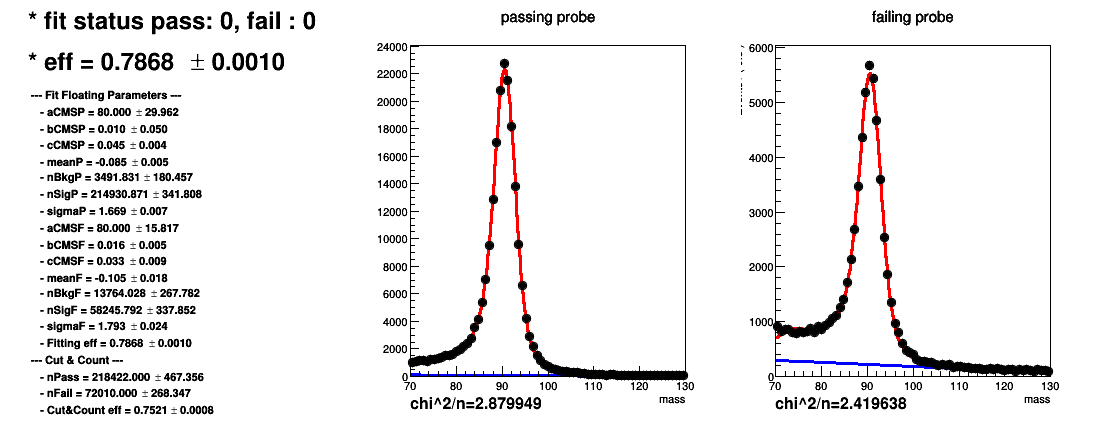 * fit status pass: 0, fail : 0
* eff = 0.7868 ± 0.0010
--- Fit Floating Parameters ---
- aCMSP = 80.000 ± 29.962
- bCMSP = 0.010 ± 0.050
- cCMSP = 0.045 ± 0.004
- meanP = -0.085 ± 0.005
- nBkgP = 3491.831 ± 180.457
- nSigP = 214930.871 ± 341.808
- sigmaP = 1.669 ± 0.007
- aCMSF = 80.000 ± 15.817
- bCMSF = 0.016 ± 0.005
- cCMSF = 0.033 ± 0.009
- meanF = -0.105 ± 0.018
- nBkgF = 13764.028 ± 267.782
- nSigF = 58245.792 ± 337.852
- sigmaF = 1.793 ± 0.024
- Fitting eff = 0.7868 ± 0.0010
--- Cut & Count ---
- nPass = 218422.000 ± 467.356
- nFail = 72010.000 ± 268.347
- Cut&Count eff = 0.7521 ± 0.0008
passing probe
24000
22000
20000
18000
16000
14000
12000
10000
8000
6000
4000
2000
0
70 80 90 100 110 120 130
mass
chi^2/n=2.879949
failing probe
6000
5000
4000
3000
2000
1000
0
70 80 90 100 110 120 130
mass
chi^2/n=2.419638